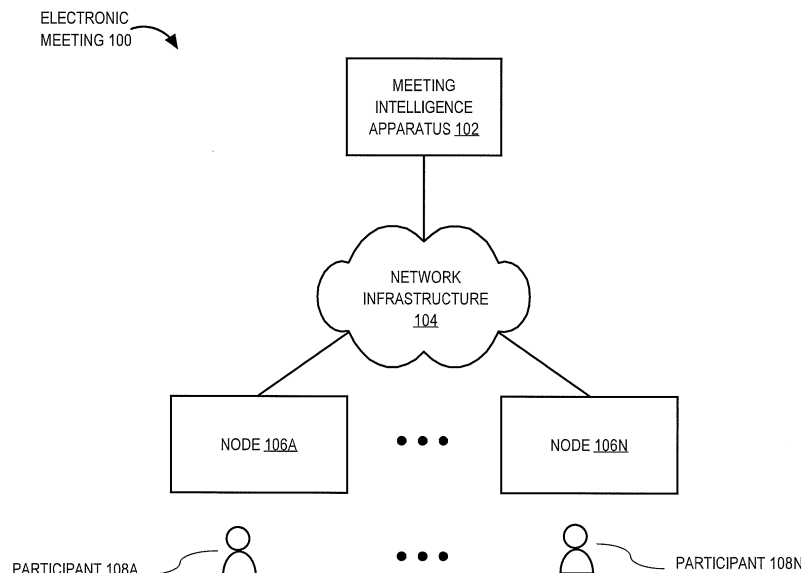 ELECTRONIC
MEETING 100
MEETING
INTELLIGENCE
APPARATUS 102
NETWORK
INFRASTRUCTURE
104
NODE 106A
NODE 106N
PARTICIPANT 108A
PARTICIPANT 108N